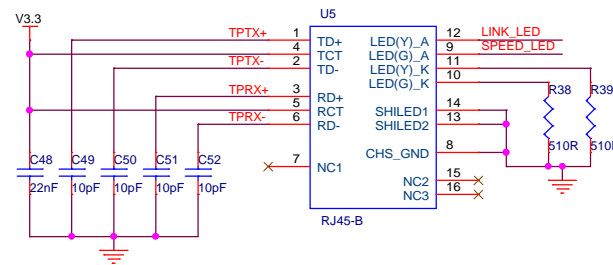 V3.3
U5
TPTX+ 1 TD+ LED(Y)_A 12 LINK_LED
4 TCT LED(G)_A 9 SPEED_LED
TPTX- 2 TD- LED(Y)_K 11
LED(G)_K 10
R38 R39
TPRX+ 3 RD+
5 RCT SHILED1 14
TPRX- 6 RD- SHILED2 13
510R 510R
CHS_GND 8
C48 C49 C50 C51 C52
7 NC1
NC2 15
22nF 10pF 10pF 10pF 10pF
NC3 16
RJ45-B